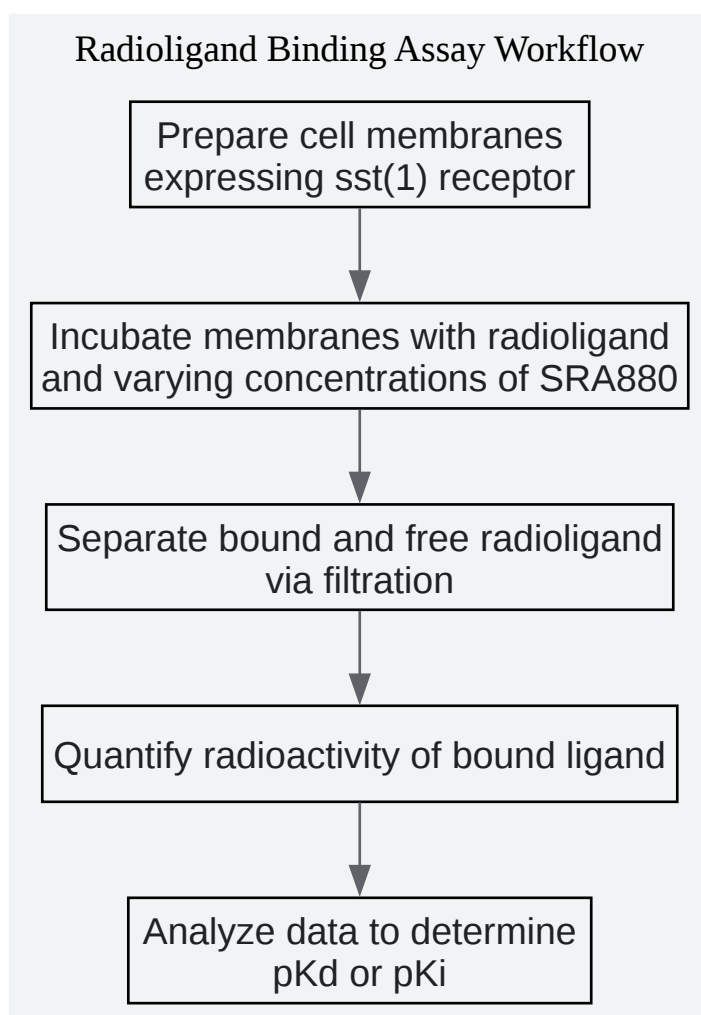 Radioligand Binding Assay Workflow
Prepare cell membranes
expressing sst(1) receptor
Incubate membranes with radioligand
and varying concentrations of SRA880
Separate bound and free radioligand
via filtration
Quantify radioactivity of bound ligand
Analyze data to determine
pKd or pKi